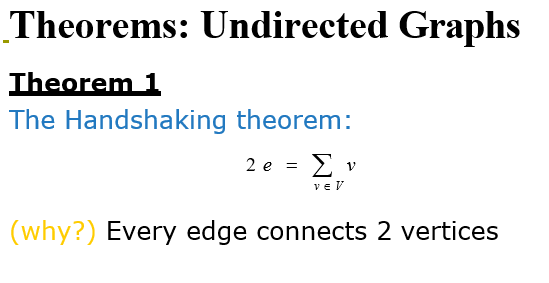 Theorems: Undirected Graphs
Theorem 1
The Handshaking theorem:
2 e = ∑ v
v ϵ V
(why?) Every edge connects 2 vertices